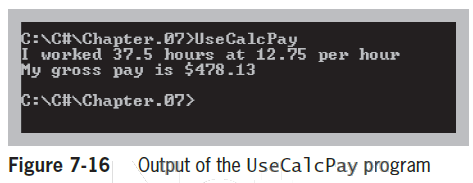 C:\C#\Chapter.07>UseCalcPay
I worked 37.5 hours at 12.75 per hour
My gross pay is $478.13
C:\C#\Chapter.07>
Figure 7-16 Output of the UseCalcPay program